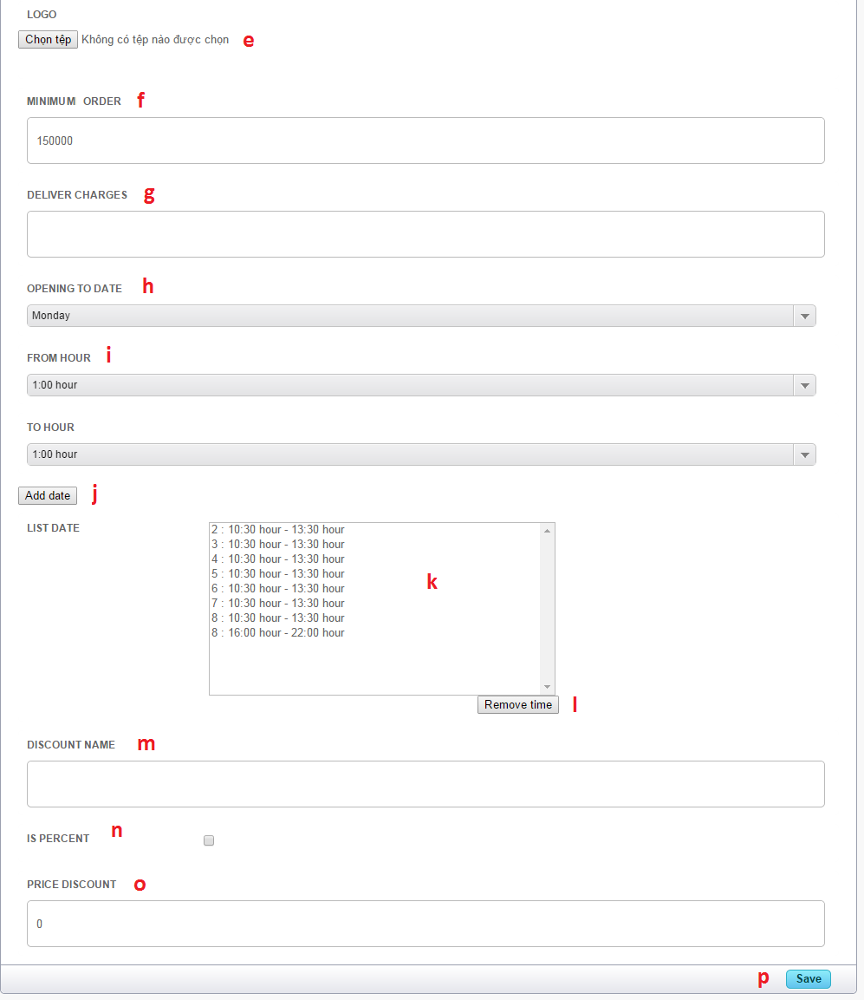 LOGO
Chọn tệp Không có tệp nào được chọn e
MINIMUM ORDER f
150000
DELIVER CHARGES g
OPENING TO DATE h
Monday
FROM HOUR i
1:00 hour
TO HOUR
1:00 hour
Add date j
LIST DATE
2 : 10:30 hour - 13:30 hour
3 : 10:30 hour - 13:30 hour
4 : 10:30 hour - 13:30 hour
5 : 10:30 hour - 13:30 hour
6 : 10:30 hour - 13:30 hour
7 : 10:30 hour - 13:30 hour
8 : 10:30 hour - 13:30 hour
8 : 16:00 hour - 22:00 hour
k
Remove time l
DISCOUNT NAME m
IS PERCENT n
PRICE DISCOUNT o
0
p Save